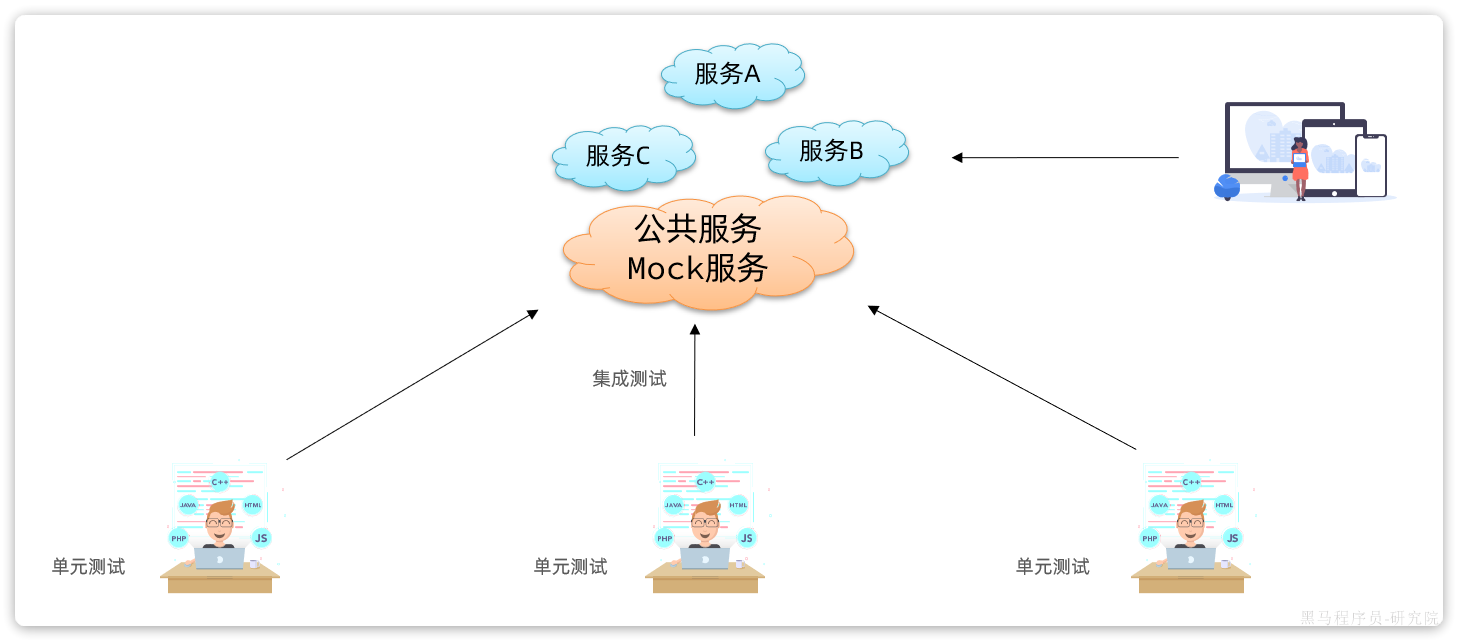 服务A
服务C
服务B
公共服务
Mock服务
集成测试
C++
JAVA
HTML
PHP
JS
单元测试
C++
JAVA
HTML
PHP
JS
单元测试
C++
JAVA
HTML
PHP
JS
单元测试
黑马程序员-研究院